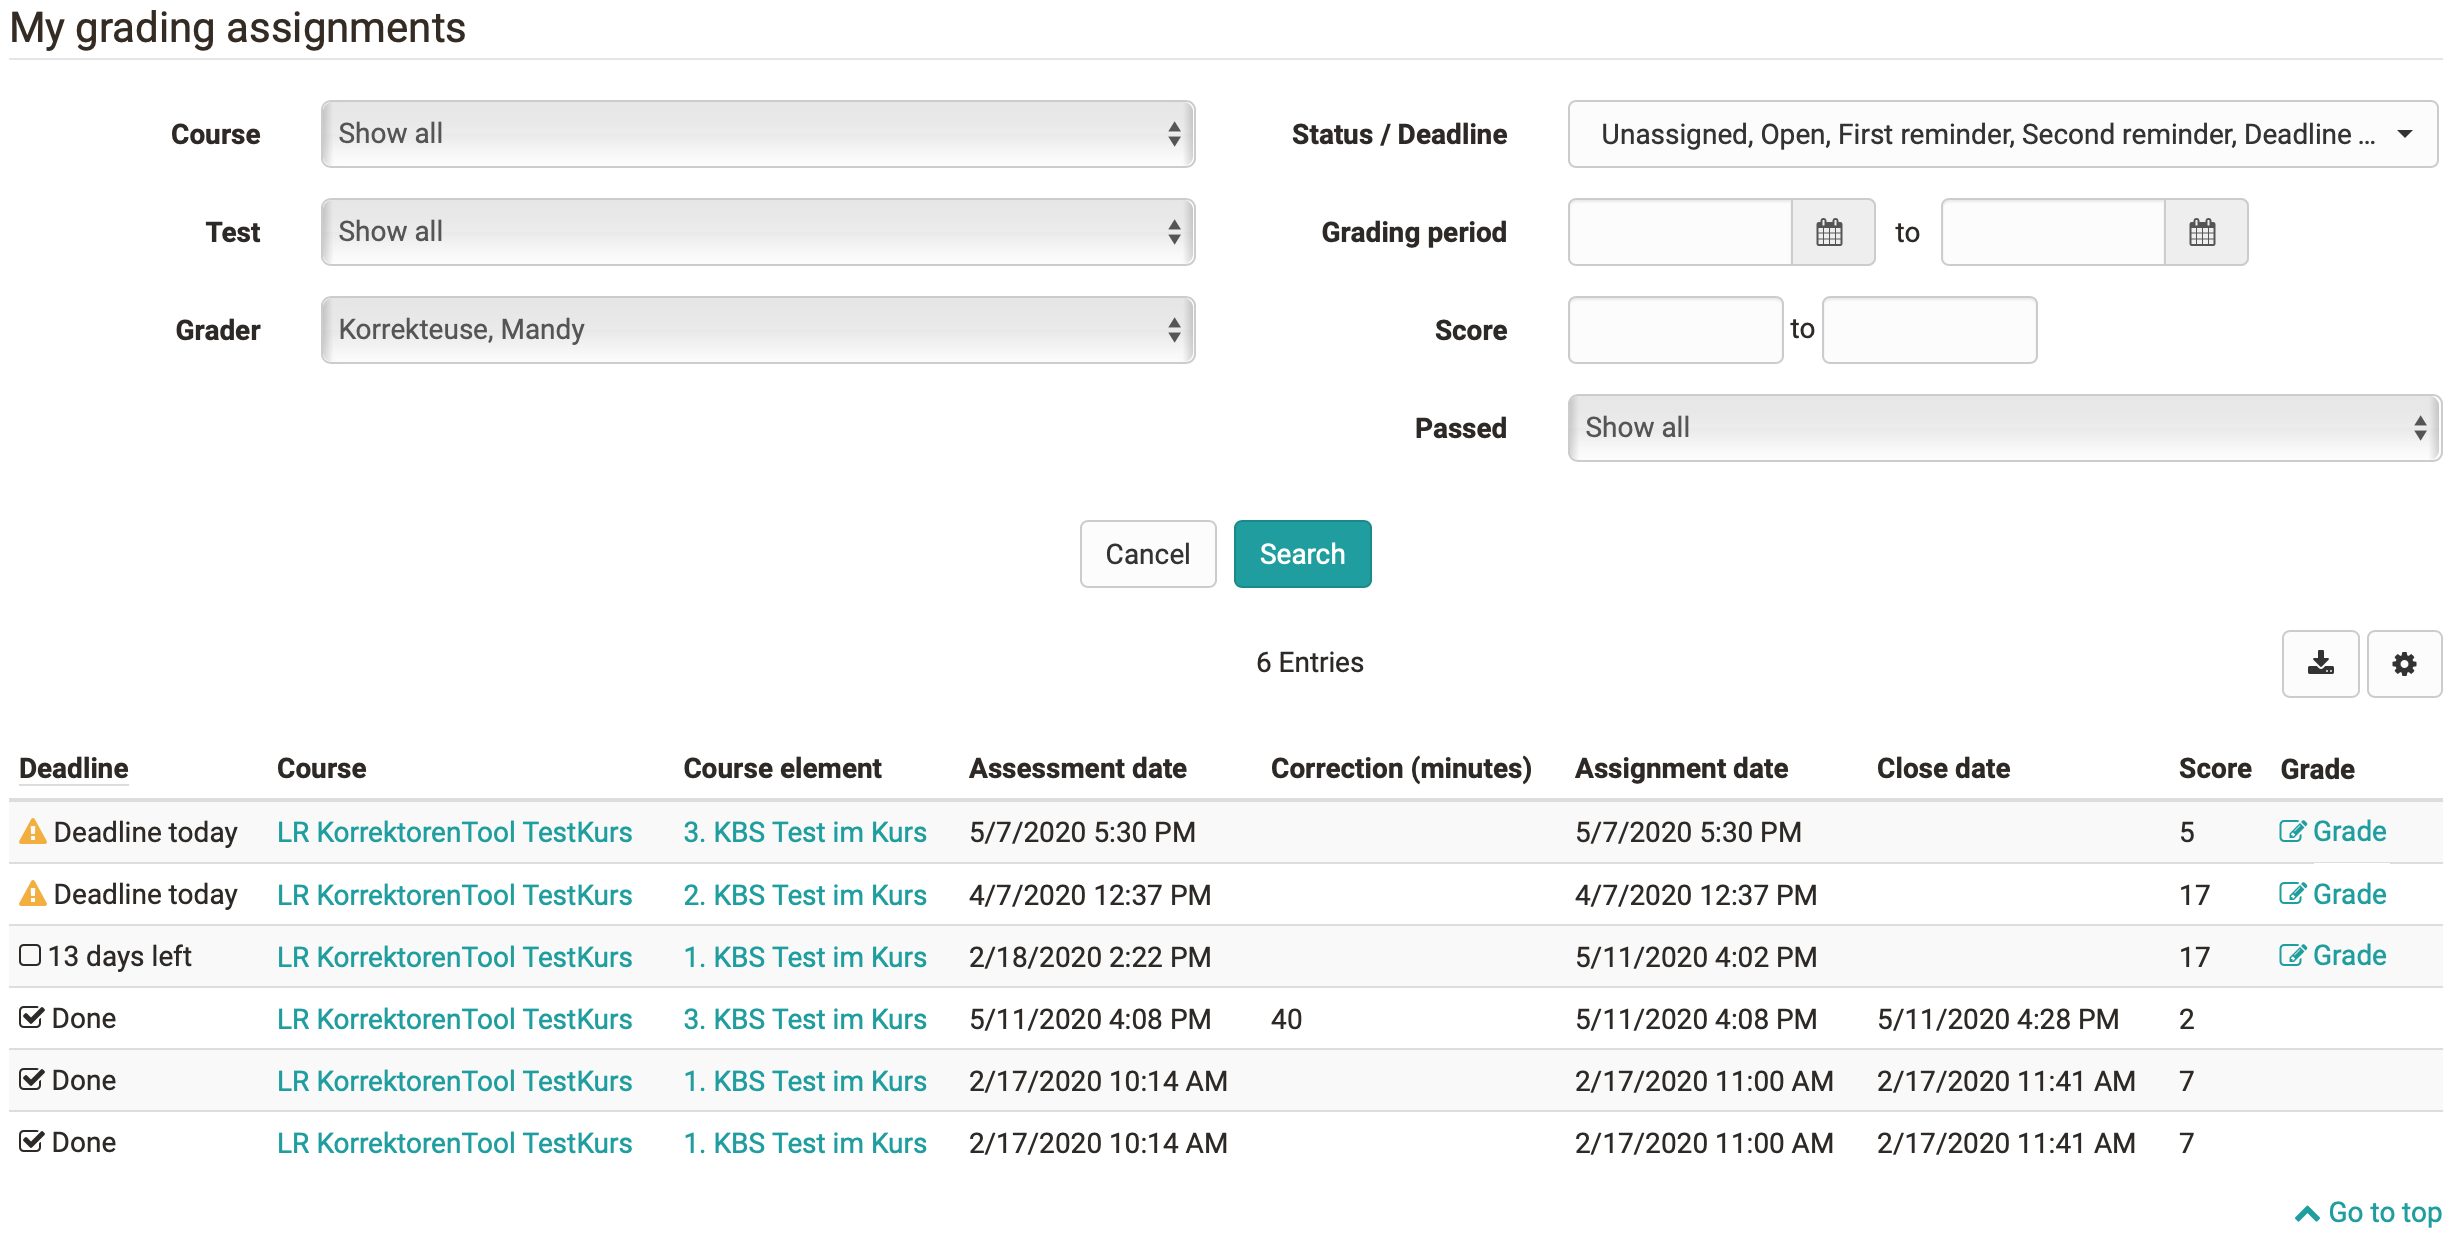 My grading assignments
Course Show all Status / Deadline Unassigned, Open, First reminder, Second reminder, Deadline ...
Test Show all Grading period to
Grader Korrekteuse, Mandy Score to
Passed Show all
Cancel Search
6 Entries
Deadline Course Course element Assessment date Correction (minutes) Assignment date Close date Score Grade
Deadline today LR KorrektorenTool TestKurs 3. KBS Test im Kurs 5/7/2020 5:30 PM 5/7/2020 5:30 PM 5 Grade
Deadline today LR KorrektorenTool TestKurs 2. KBS Test im Kurs 4/7/2020 12:37 PM 4/7/2020 12:37 PM 17 Grade
13 days left LR KorrektorenTool TestKurs 1. KBS Test im Kurs 2/18/2020 2:22 PM 5/11/2020 4:02 PM 17 Grade
Done LR KorrektorenTool TestKurs 3. KBS Test im Kurs 5/11/2020 4:08 PM 40 5/11/2020 4:08 PM 5/11/2020 4:28 PM 2
Done LR KorrektorenTool TestKurs 1. KBS Test im Kurs 2/17/2020 10:14 AM 2/17/2020 11:00 AM 2/17/2020 11:41 AM 7
Done LR KorrektorenTool TestKurs 1. KBS Test im Kurs 2/17/2020 10:14 AM 2/17/2020 11:00 AM 2/17/2020 11:41 AM 7
Go to top